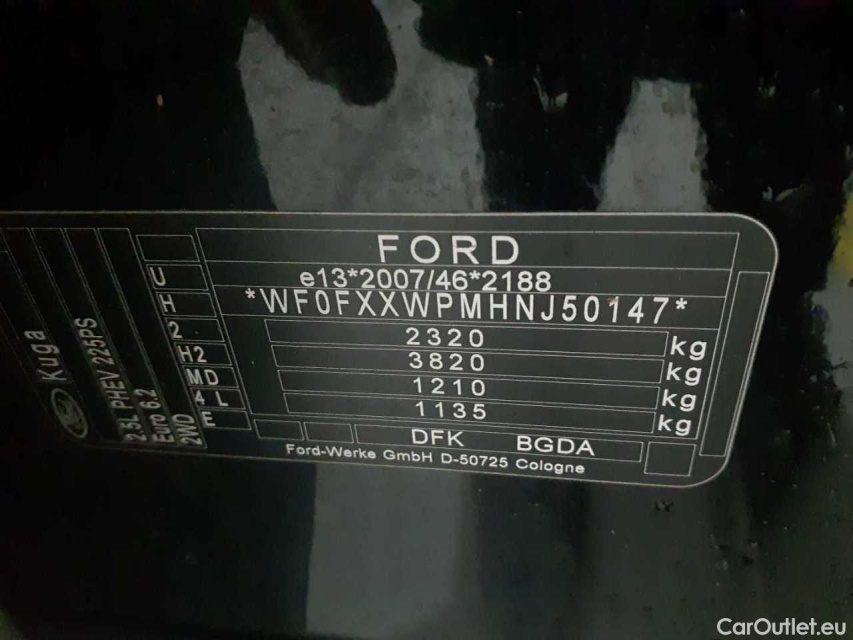 FORD
e13*2007/46*2188
*WF0FXXWPMHNJ50147*
2320 kg
3820 kg
1210 kg
1135 kg
DFK BGDA
Ford-Werke GmbH D-50725 Cologne
U
H
2
H2
MD
4 L
E
Kuga
2.5L PHEV 225PS
Euro 6.2
2WD
CarOutlet.eu